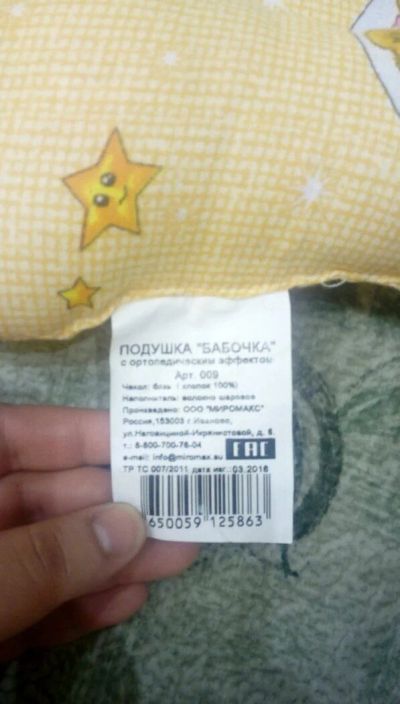 ПОДУШКА "БАБОЧКА"
с ортопедическим эффектом
Арт. 009
Чехол: бязь ( хлопок 100%)
Наполнитель: волокно шаровое
Произведено: ООО "МИРОМАКС"
Россия,153003 г.Иваново,
ул.Наговициной-Икрянистовой, д. 6.
т.: 8-800-700-76-04
e-mail: info@miromax.su
EAC
ТР ТС 007/2011 дата изг.:03.2016
650059 125863